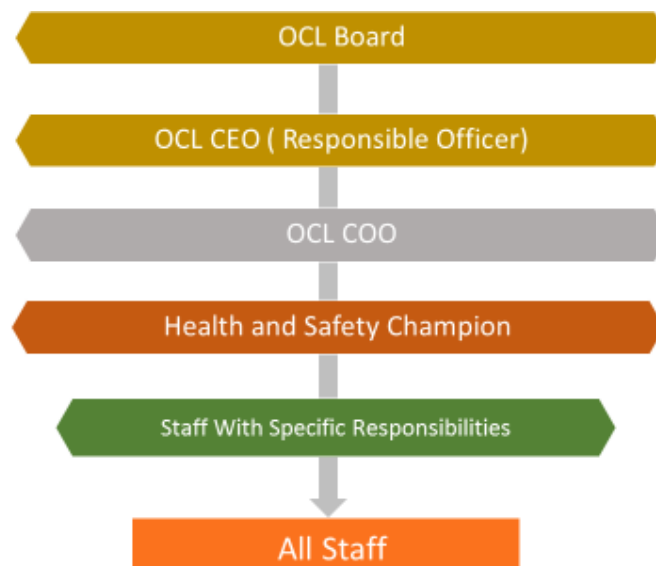 OCL Board
OCL CEO ( Responsible Officer)
OCL COO
Health and Safety Champion
Staff With Specific Responsibilities
All Staff